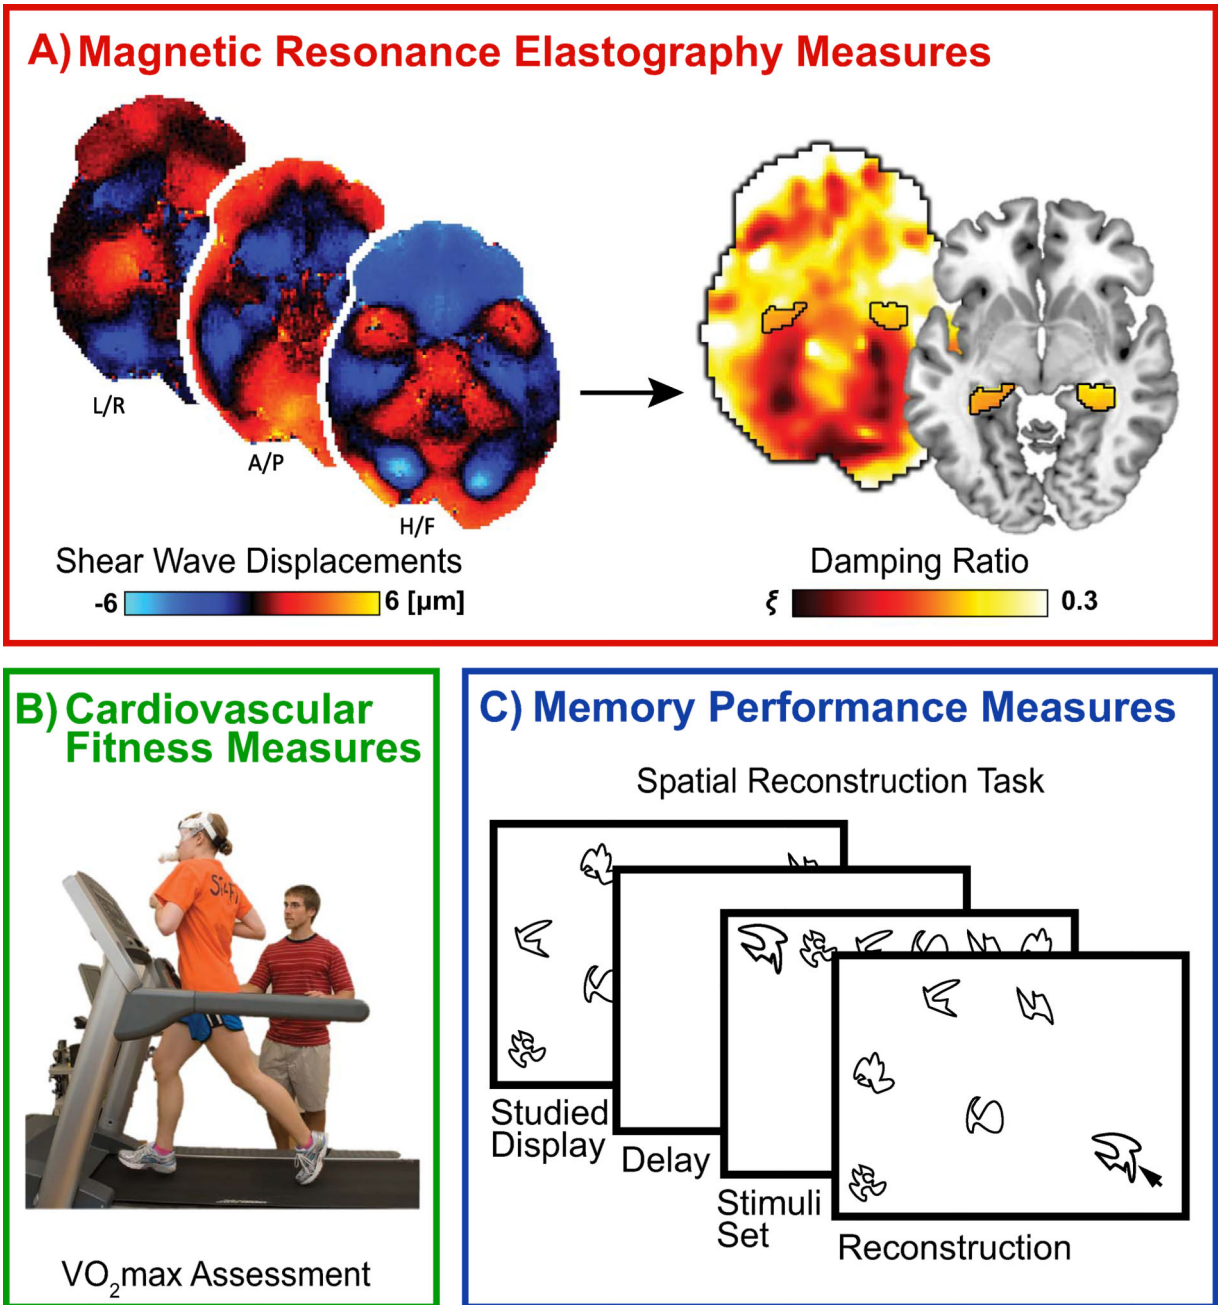 A) Magnetic Resonance Elastography Measures
L/R
A/P
H/F
Shear Wave Displacements
-6
6 [μm]
Damping Ratio
ξ
0.3
B) Cardiovascular
Fitness Measures
VO₂max Assessment
C) Memory Performance Measures
Spatial Reconstruction Task
Studied
Display
Delay
Stimuli
Set
Reconstruction